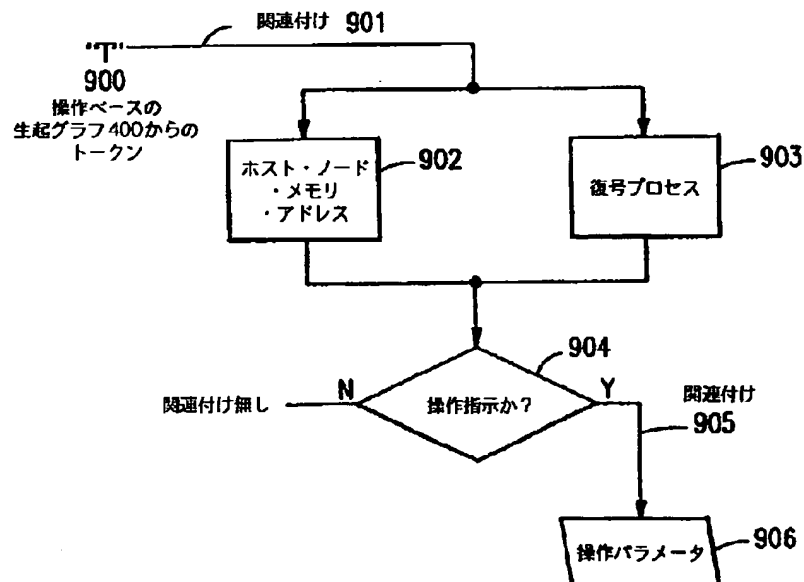 関連付け 901
"T"
900
操作ベースの
生起グラフ400からの
トークン
ホスト・ノード
・メモリ
・アドレス
902
復号プロセス
903
904
関連付け無し
N
操作指示か?
Y
関連付け
905
操作パラメータ
906